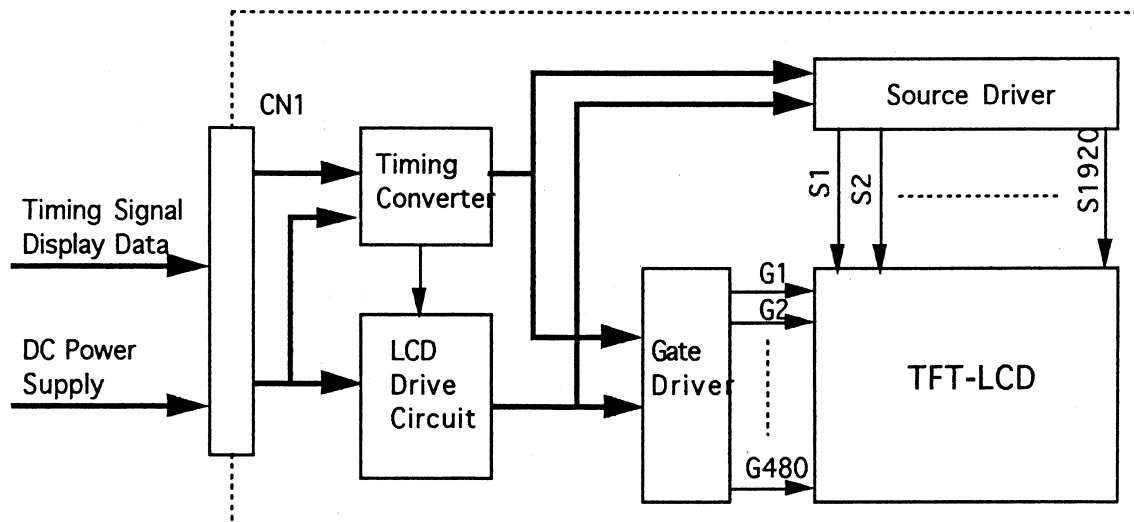 CN1
Timing Signal
Display Data
DC Power
Supply
Timing
Converter
LCD
Drive
Circuit
Source Driver
S1
S2
S1920
Gate
Driver
G1
G2
G480
TFT-LCD